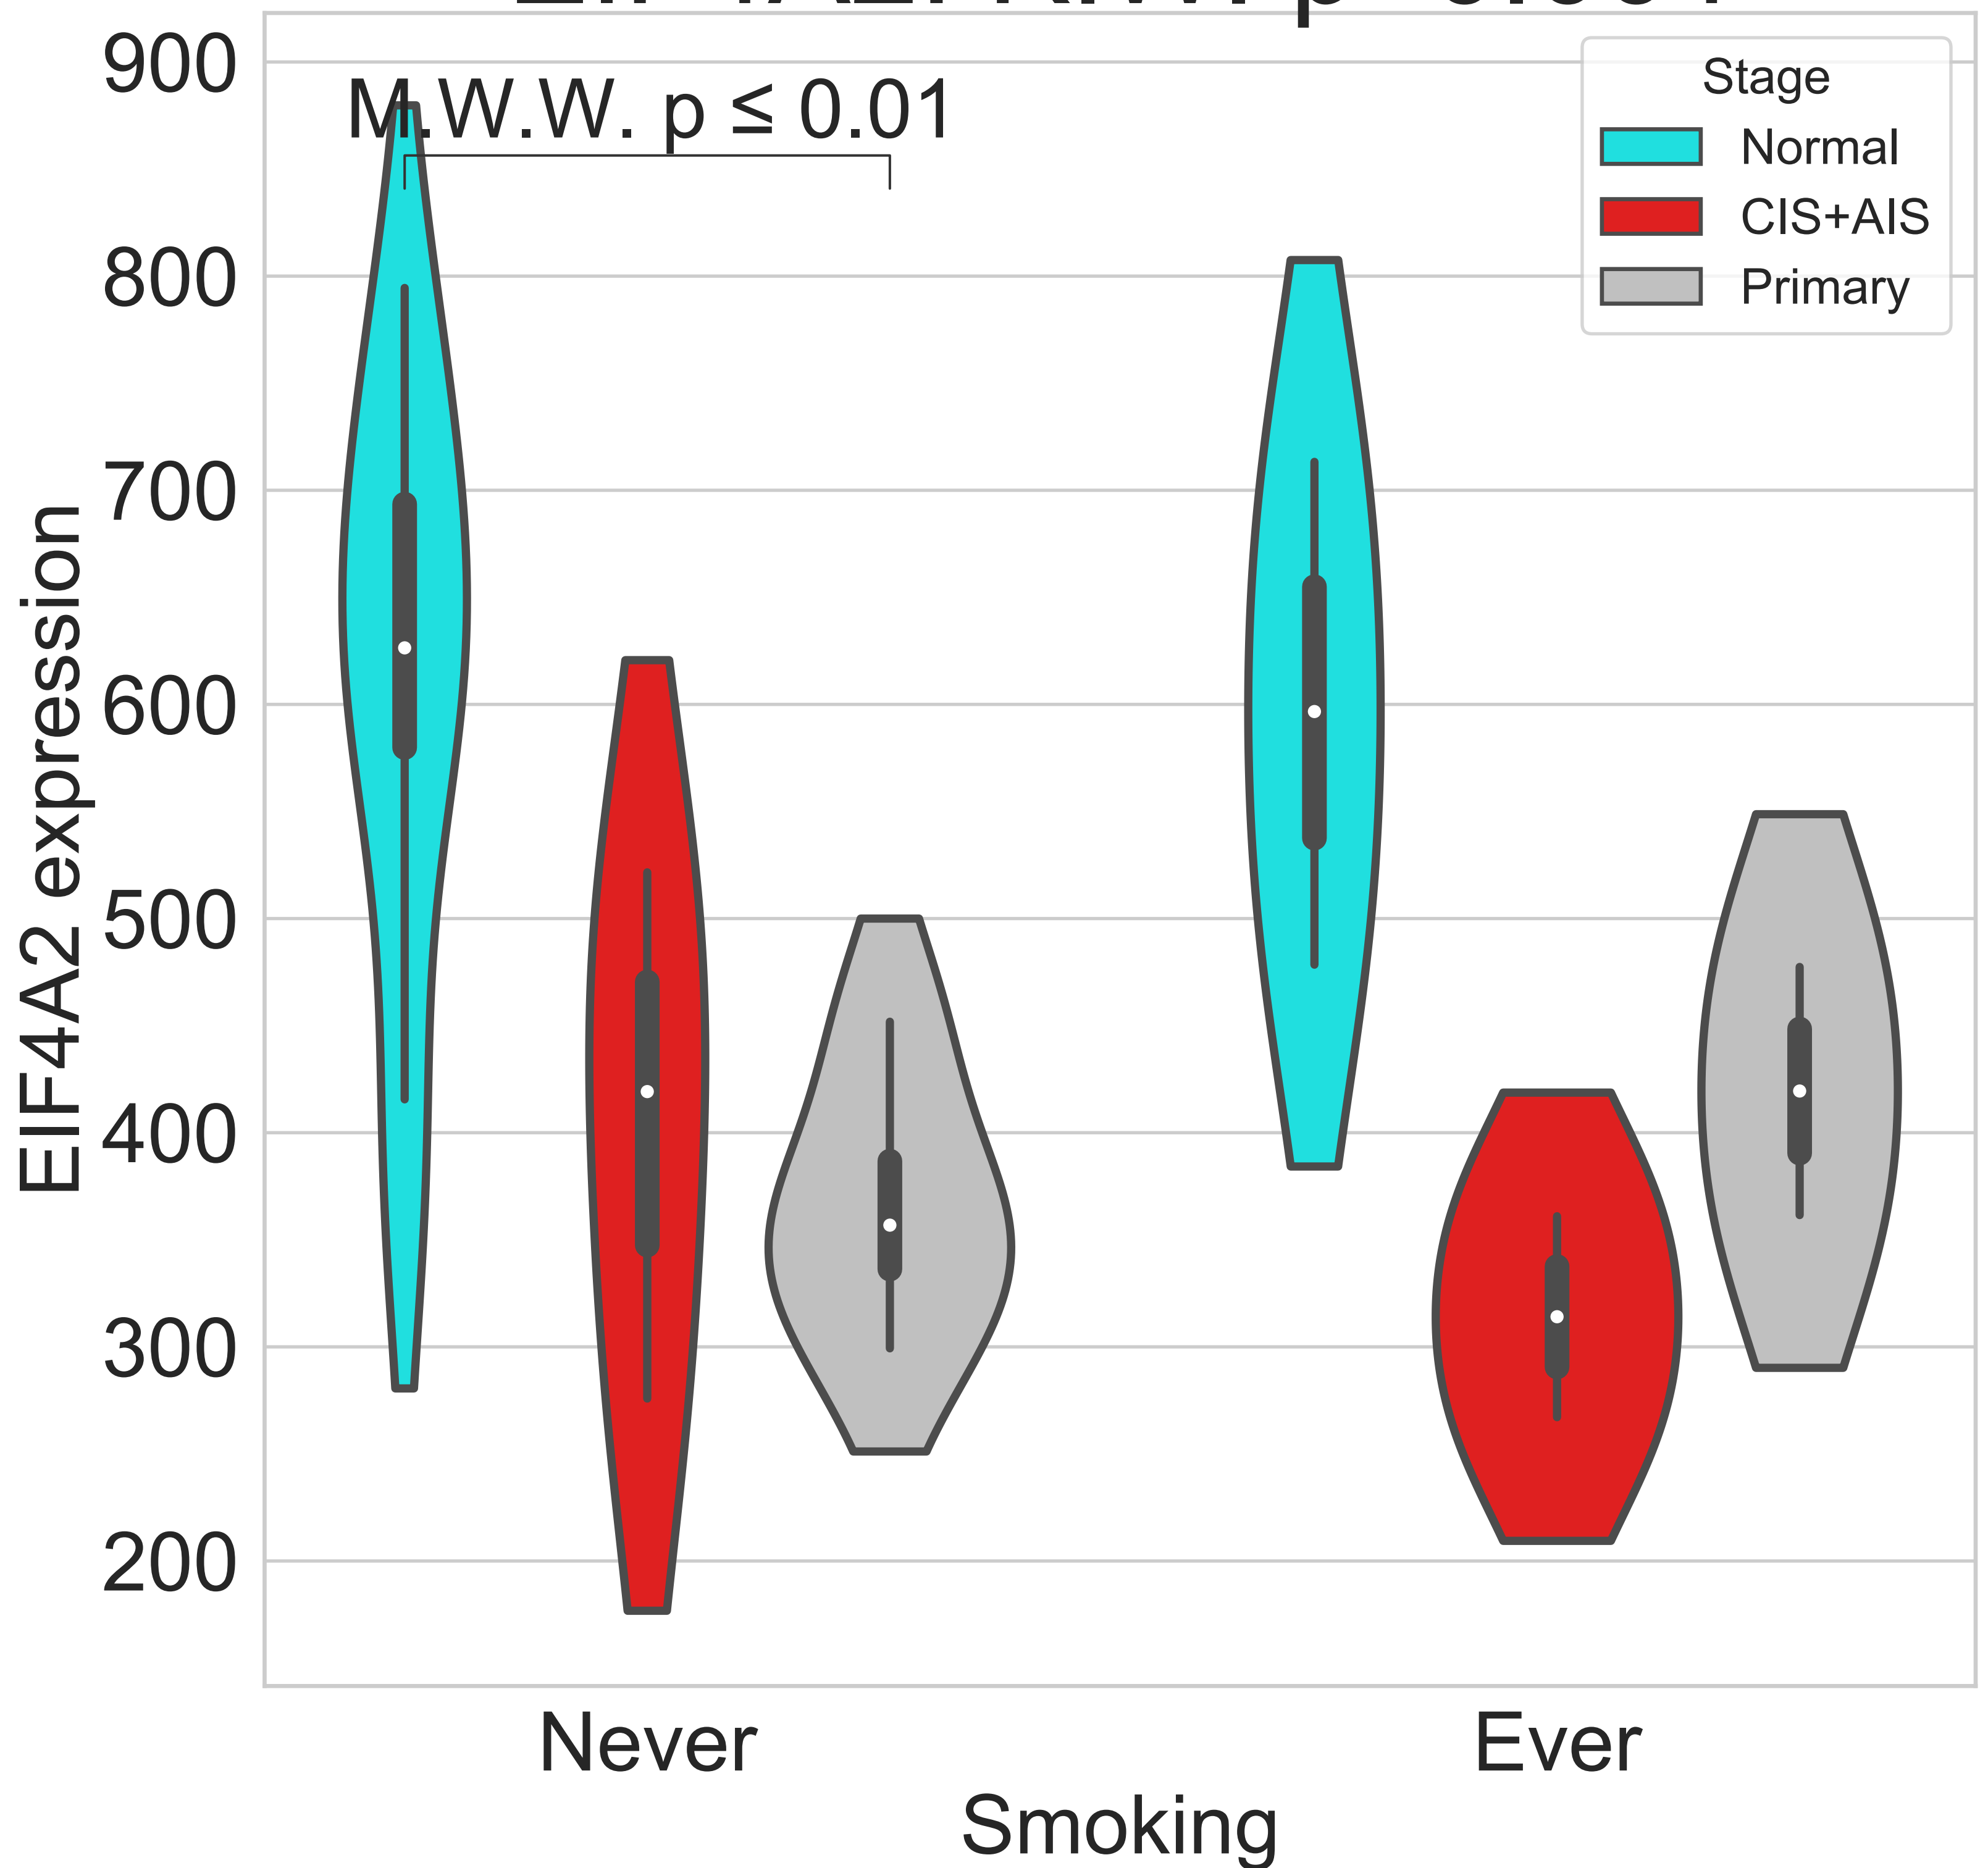 M.W.W. p ≤ 0.01
Stage
Normal
CIS+AIS
Primary
900
800
700
600
500
400
300
200
EIF4A2 expression
Never
Ever
Smoking